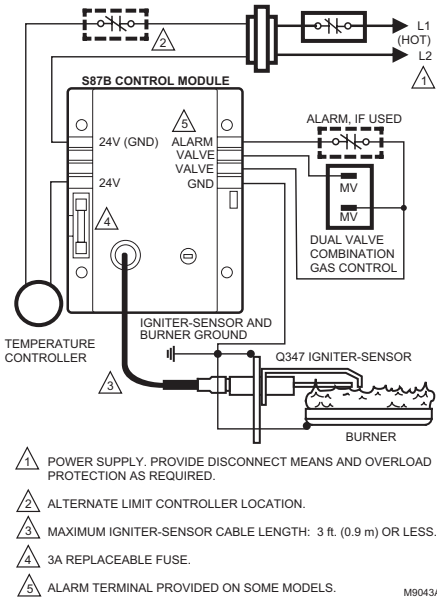 L1
(HOT)
L2
2
1
S87B CONTROL MODULE
5
24V (GND)
ALARM
VALVE
VALVE
24V
GND
4
ALARM, IF USED
MV
MV
DUAL VALVE
COMBINATION
GAS CONTROL
TEMPERATURE
CONTROLLER
IGNITER-SENSOR AND
BURNER GROUND
3
Q347 IGNITER-SENSOR
BURNER
1 POWER SUPPLY. PROVIDE DISCONNECT MEANS AND OVERLOAD
PROTECTION AS REQUIRED.
2 ALTERNATE LIMIT CONTROLLER LOCATION.
3 MAXIMUM IGNITER-SENSOR CABLE LENGTH: 3 ft. (0.9 m) OR LESS.
4 3A REPLACEABLE FUSE.
5 ALARM TERMINAL PROVIDED ON SOME MODELS.
M9043A